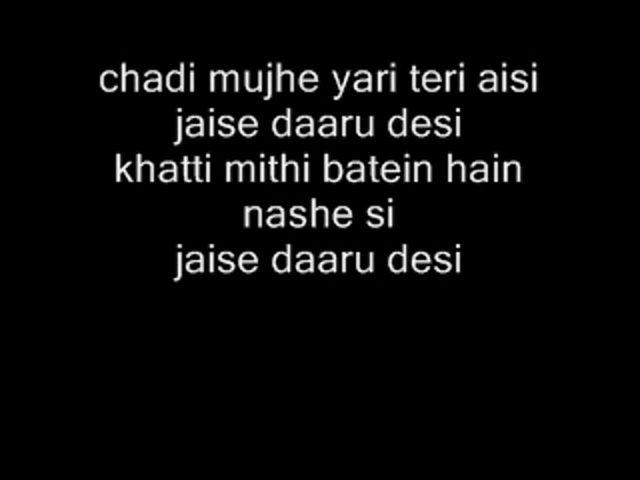 chadi mujhe yari teri aisi
jaise daaru desi
khatti mithi batein hain
nashe si
jaise daaru desi